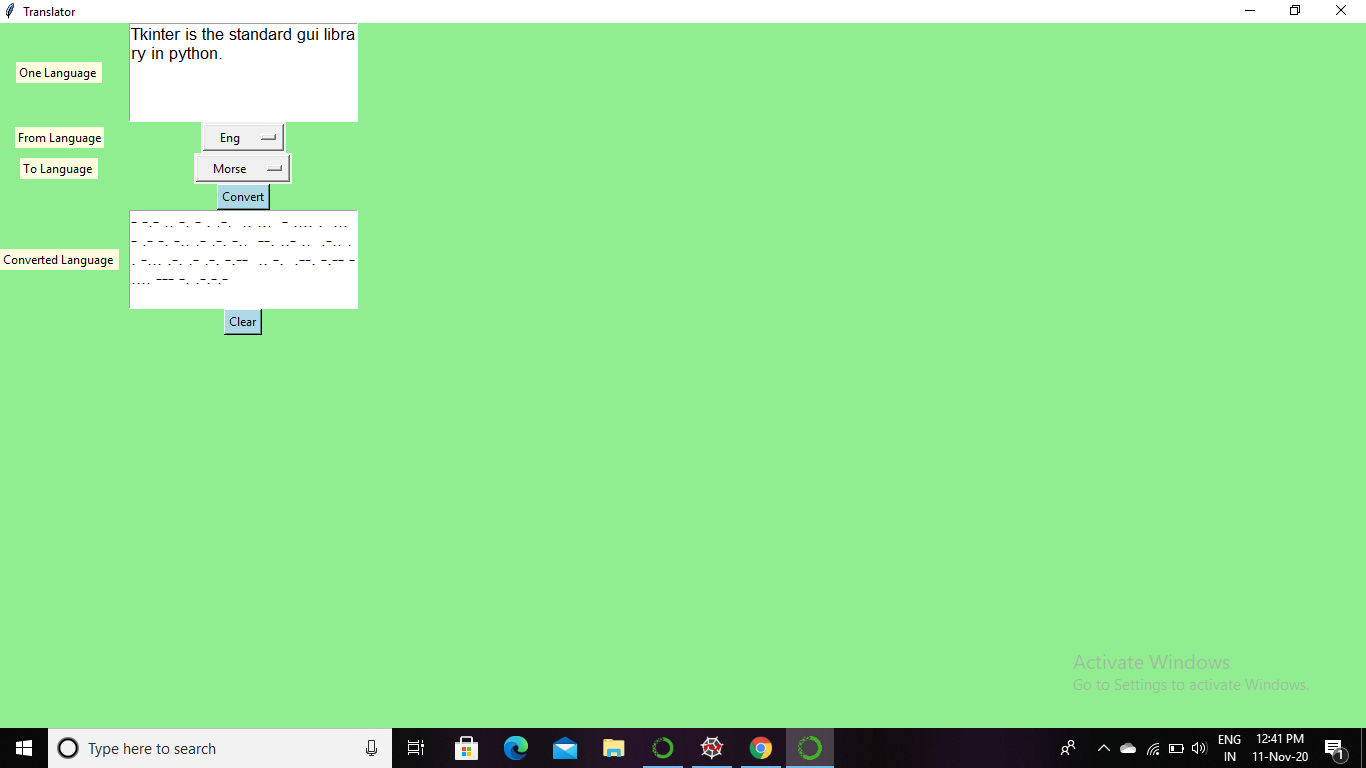 Translator
Tkinter is the standard gui libra
ry in python.
One Language
From Language
Eng
To Language
Morse
Convert
- -.- .. -. - . .-.  .. ...  - .... .  ...
- .- -. -.. .- .-. -..  --. ..- ..  .-.. .
. -... .-. .- .-. -.--  .. -.  .--. -.-- -
.... --- -. .-.-.-
Converted Language
Clear
Activate Windows
Go to Settings to activate Windows.
Type here to search
ENG
IN
12:41 PM
11-Nov-20
1